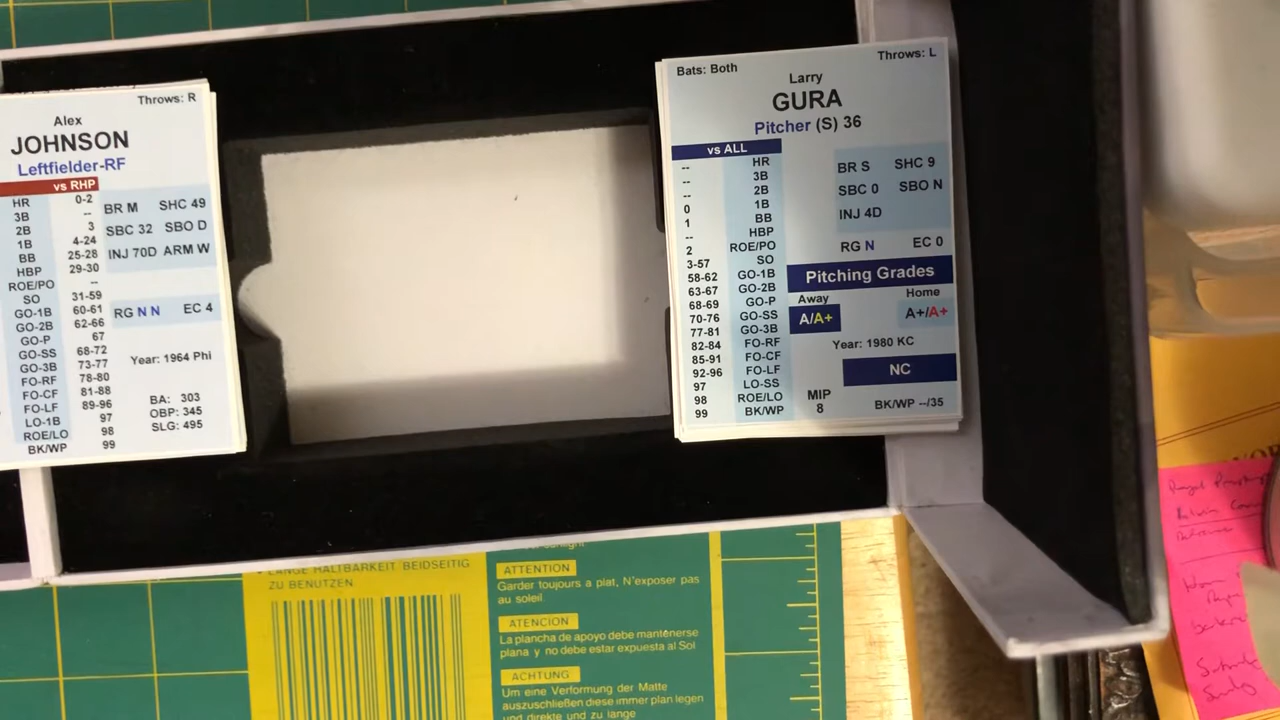 Throws: R
Alex
JOHNSON
Leftfielder-RF
vs RHP
HR 0-2
3B --
2B 3
1B 4-24
BB 25-28
HBP 29-30
ROE/PO --
SO 31-59
GO-1B 60-61
GO-2B 62-66
GO-P 67
GO-SS 68-72
GO-3B 73-77
FO-RF 78-80
FO-CF 81-88
FO-LF 89-96
LO-1B 97
ROE/LO 98
BK/WP 99
BR M SHC 49
SBC 32 SBO D
INJ 70D ARM W
RG N N EC 4
Year: 1964 Phi
BA: 303
OBP: 345
SLG: 495
Bats: Both Throws: L
Larry
GURA
Pitcher (S) 36
vs ALL
-- HR
-- 3B
-- 2B
0 1B
1 BB
-- HBP
2 ROE/PO
3-57 SO
58-62 GO-1B
63-67 GO-2B
68-69 GO-P
70-76 GO-SS
77-81 GO-3B
82-84 FO-RF
85-91 FO-CF
92-96 FO-LF
97 LO-SS
98 ROE/LO
99 BK/WP
BR S SHC 9
SBC 0 SBO N
INJ 4D
RG N EC 0
Pitching Grades
Away Home
A/A+ A+/A+
Year: 1980 KC
NC
MIP
8
BK/WP --/35
LANGE HALTBARKEIT BEIDSEITIG
ZU BENUTZEN
ATTENTION
Garder toujours a plat, N'exposer pas
au soleil
ATENCION
La plancha de apoyo debe mantenerse
plana y no debe estar expuesta al Sol
ACHTUNG
Um eine Verformung der Matte
auszuschließen diese immer plan legen
und direkte und zu lange